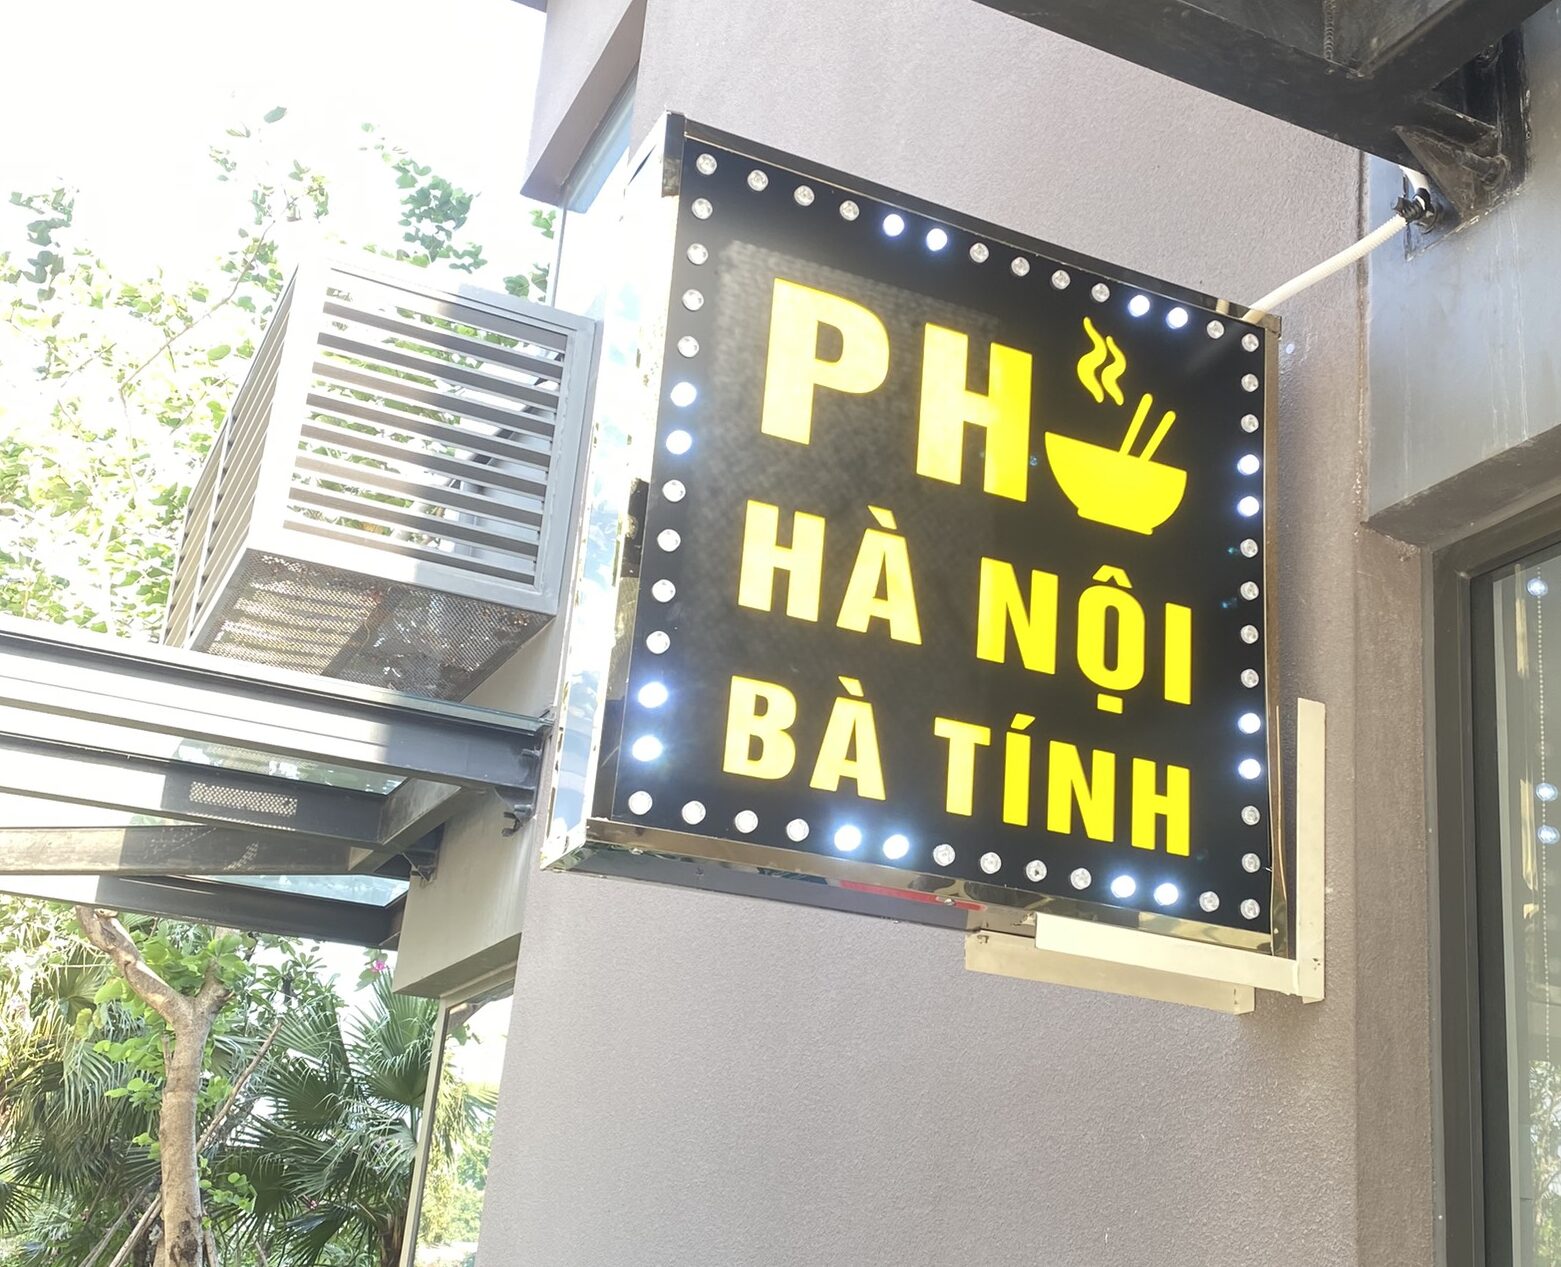 PH
HÀ NỘI
BÀ TÍNH